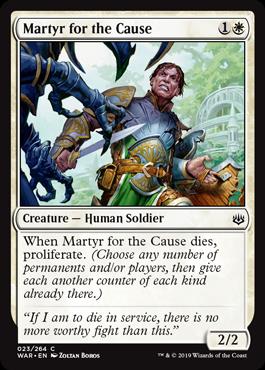 Martyr for the Cause 1
Creature — Human Soldier
When Martyr for the Cause dies,
proliferate. (Choose any number of
permanents and/or players, then give
each another counter of each kind
already there.)
“If I am to die in service, there is no
more worthy fight than this.”
2/2
023/264 C
WAR • EN Zoltan Boros
™ & © 2019 Wizards of the Coast